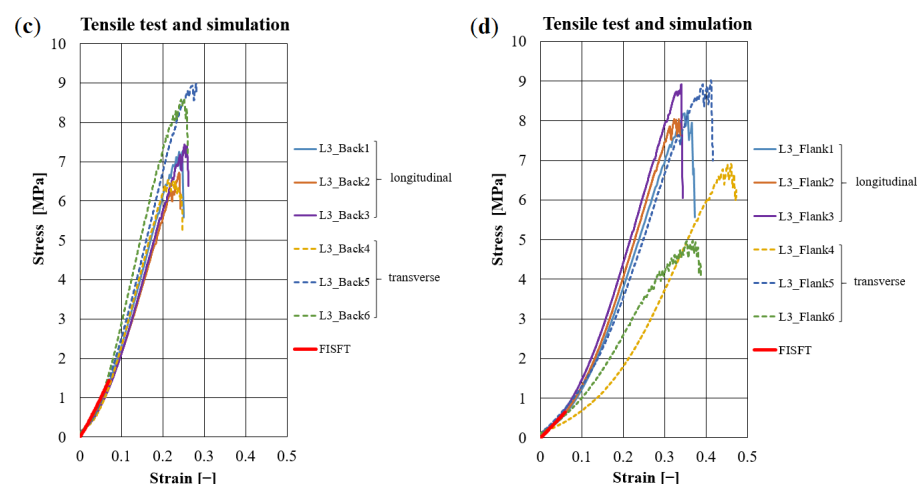 (c)
Tensile test and simulation
10
9
8
7
6
5
4
3
2
1
0
Stress [MPa]
0 0.1 0.2 0.3 0.4 0.5
Strain [−]
L3_Back1
L3_Back2
L3_Back3
longitudinal
L3_Back4
L3_Back5
L3_Back6
transverse
FISFT
(d)
Tensile test and simulation
10
9
8
7
6
5
4
3
2
1
0
Stress [MPa]
0 0.1 0.2 0.3 0.4 0.5
Strain [−]
L3_Flank1
L3_Flank2
L3_Flank3
longitudinal
L3_Flank4
L3_Flank5
L3_Flank6
transverse
FISFT